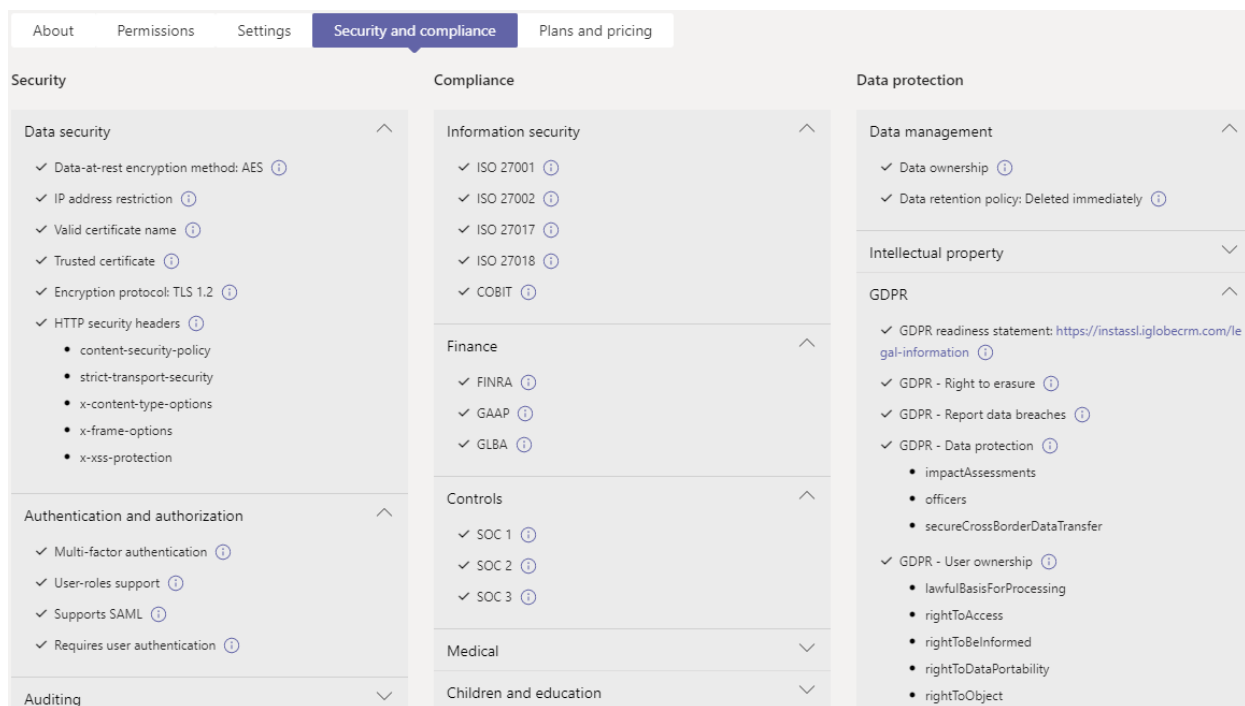 About Permissions Settings Security and compliance Plans and pricing
Security
Data security
Data-at-rest encryption method: AES
IP address restriction
Valid certificate name
Trusted certificate
Encryption protocol: TLS 1.2
HTTP security headers
content-security-policy
strict-transport-security
x-content-type-options
x-frame-options
x-xss-protection
Authentication and authorization
Multi-factor authentication
User-roles support
Supports SAML
Requires user authentication
Auditing
Compliance
Information security
ISO 27001
ISO 27002
ISO 27017
ISO 27018
COBIT
Finance
FINRA
GAAP
GLBA
Controls
SOC 1
SOC 2
SOC 3
Medical
Children and education
Data protection
Data management
Data ownership
Data retention policy: Deleted immediately
Intellectual property
GDPR
GDPR readiness statement: https://instassl.iglobecrm.com/le
gal-information
GDPR - Right to erasure
GDPR - Report data breaches
GDPR - Data protection
impactAssessments
officers
secureCrossBorderDataTransfer
GDPR - User ownership
lawfulBasisForProcessing
rightToAccess
rightToBeInformed
rightToDataPortability
rightToObject